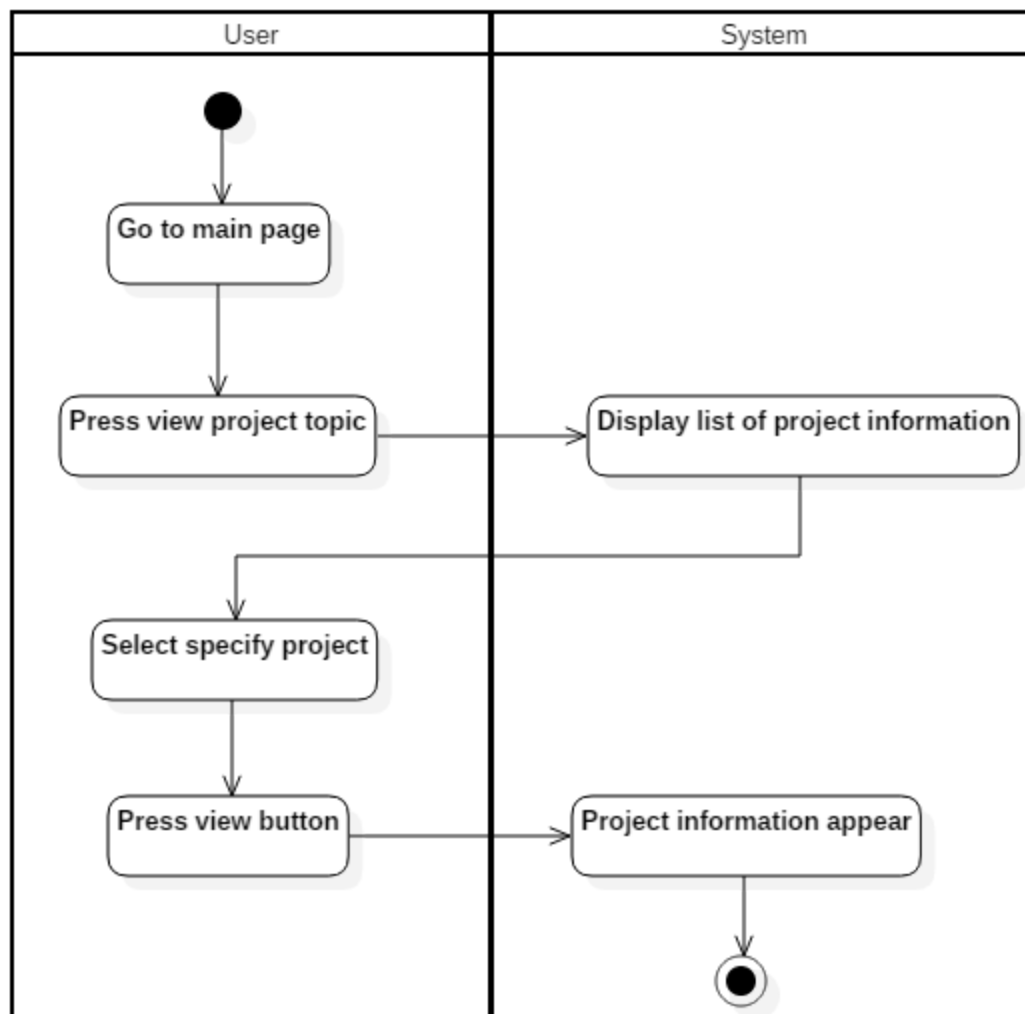 User
System
Go to main page
Press view project topic
Display list of project information
Select specify project
Press view button
Project information appear